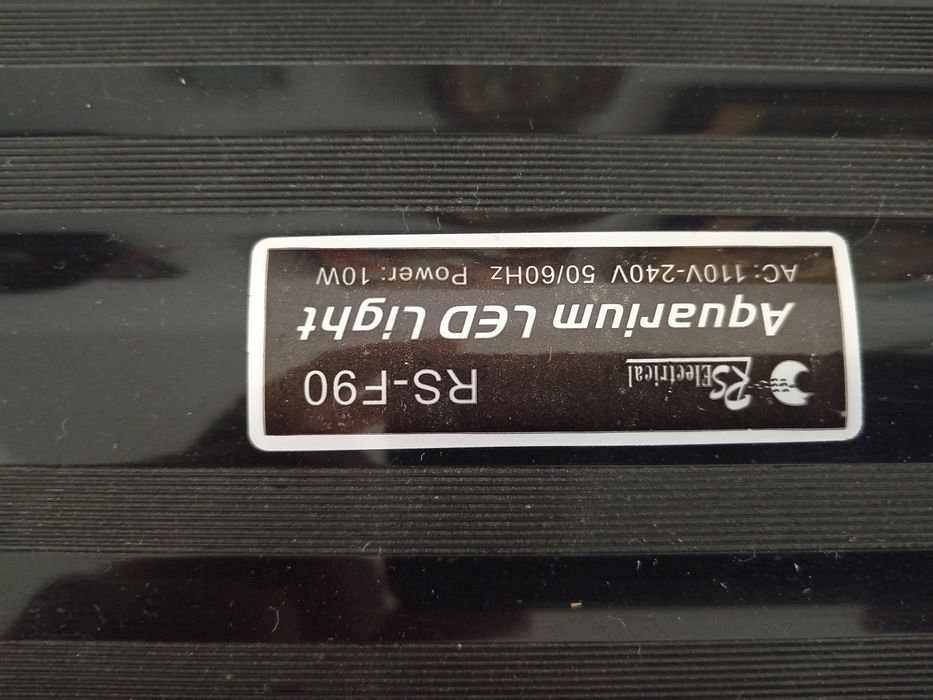 RS Electrical
RS-F90
Aquarium LED Light
AC: 110V-240V 50/60Hz Power: 10W